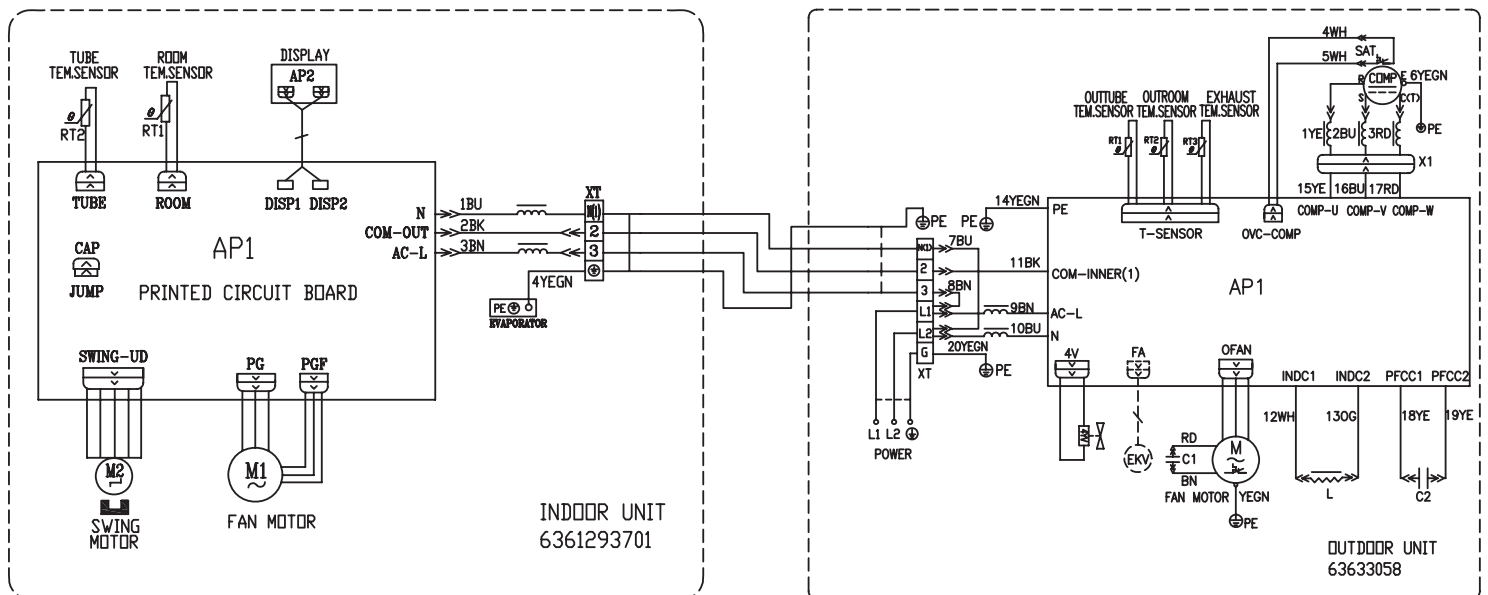 TUBE
TEM.SENSOR
ROOM
TEM.SENSOR
DISPLAY
AP2
θ
RT2
θ
RT1
TUBE
ROOM
DISP1 DISP2
CAP
JUMP
AP1
PRINTED CIRCUIT BOARD
N
COM-OUT
AC-L
1BU
2BK
3BN
4YEGN
XT
N(1)
2
3
PE
EVAPORATOR
SWING-UD
PG
PGF
M2
SWING
MOTOR
M1
FAN MOTOR
INDOOR UNIT
6361293701
4WH
5WH
SAT
COMP
R
S
C(T)
6YEGN
PE
1YE
2BU
3RD
X1
15YE
16BU
17RD
COMP-U COMP-V COMP-W
OUTTUBE
TEM.SENSOR
OUTROOM
TEM.SENSOR
EXHAUST
TEM.SENSOR
RT1
θ
RT2
θ
RT3
θ
T-SENSOR
OVC-COMP
PE
PE
14YEGN
PE
N(1)
2
3
L1
L2
G
XT
7BU
11BK
8BN
9BN
10BU
20YEGN
PE
COM-INNER(1)
AC-L
N
AP1
L1 L2
POWER
4V
4V
FA
EKV
OFAN
RD
C1
BN
M
FAN MOTOR
YEGN
PE
INDC1
INDC2
PFCC1
PFCC2
12WH
13OG
18YE
19YE
L
C2
OUTDOOR UNIT
63633058